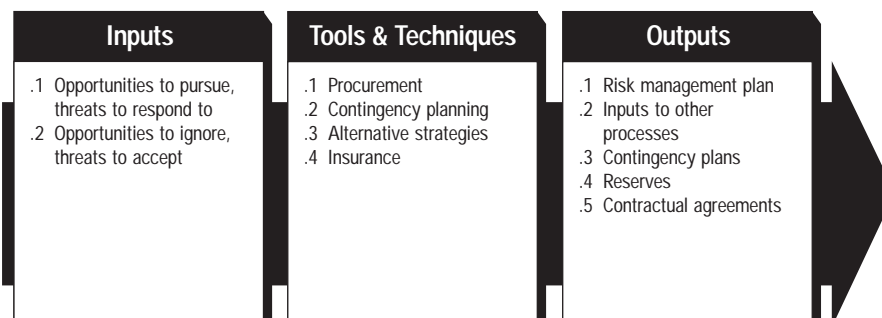 Inputs
.1 Opportunities to pursue,
threats to respond to
.2 Opportunities to ignore,
threats to accept
Tools & Techniques
.1 Procurement
.2 Contingency planning
.3 Alternative strategies
.4 Insurance
Outputs
.1 Risk management plan
.2 Inputs to other
processes
.3 Contingency plans
.4 Reserves
.5 Contractual agreements